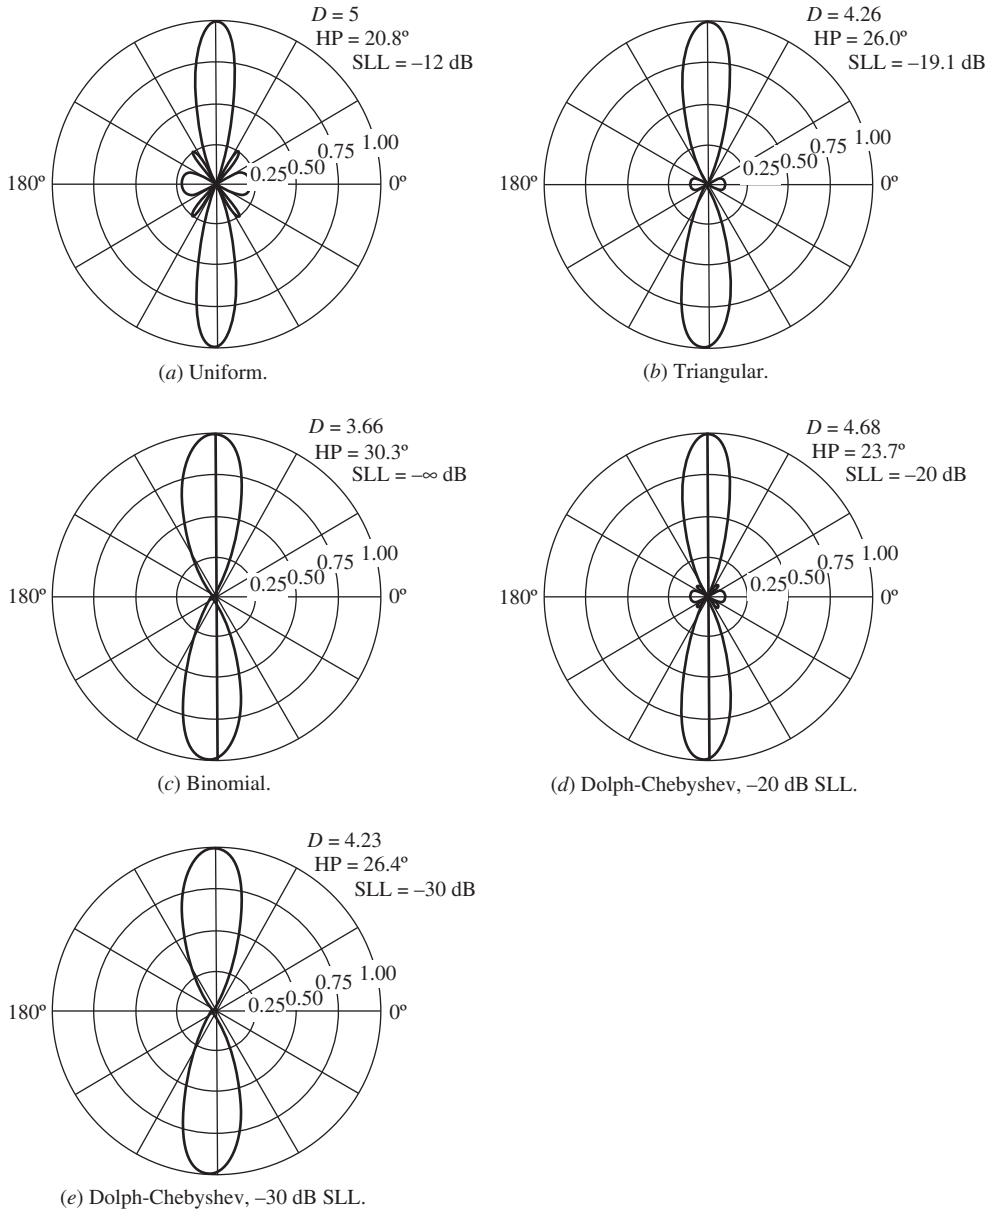 D = 5
HP = 20.8º
SLL = –12 dB
1.00
0.75
0.50
0.25
180º
0º
(a) Uniform.
D = 4.26
HP = 26.0º
SLL = –19.1 dB
1.00
0.75
0.50
0.25
180º
0º
(b) Triangular.
D = 3.66
HP = 30.3º
SLL = –∞ dB
1.00
0.75
0.50
0.25
180º
0º
(c) Binomial.
D = 4.68
HP = 23.7º
SLL = –20 dB
1.00
0.75
0.50
0.25
180º
0º
(d) Dolph-Chebyshev, –20 dB SLL.
D = 4.23
HP = 26.4º
SLL = –30 dB
1.00
0.75
0.50
0.25
180º
0º
(e) Dolph-Chebyshev, –30 dB SLL.